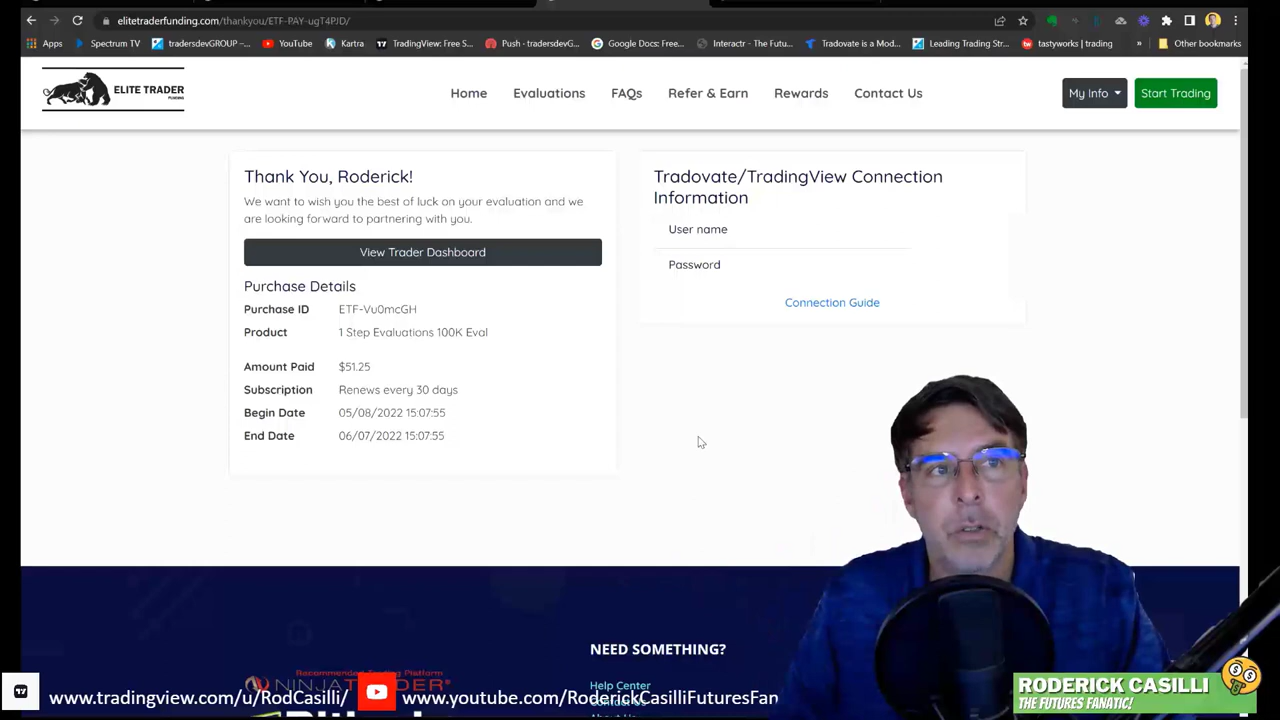 elitetraderfunding.com/thankyou/ETF-PAY-ugT4PJD/
Apps
Spectrum TV
tradersdevGROUP –...
YouTube
Kartra
TradingView: Free S...
Push - tradersdevG...
Google Docs: Free...
Interactr - The Futu...
Tradovate is a Mod...
Leading Trading Str...
tastyworks | trading
»
Other bookmarks
ELITE TRADER
FUNDING
Home
Evaluations
FAQs
Refer & Earn
Rewards
Contact Us
My Info
Start Trading
Thank You, Roderick!
We want to wish you the best of luck on your evaluation and we
are looking forward to partnering with you.
View Trader Dashboard
Purchase Details
Purchase ID ETF-Vu0mcGH
Product 1 Step Evaluations 100K Eval
Amount Paid $51.25
Subscription Renews every 30 days
Begin Date 05/08/2022 15:07:55
End Date 06/07/2022 15:07:55
Tradovate/TradingView Connection
Information
User name
Password
Connection Guide
NEED SOMETHING?
Recommended Trading Platform
Help Center
www.tradingview.com/u/RodCasilli/
www.youtube.com/RoderickCasilliFuturesFan
RODERICK CASILLI
THE FUTURES FANATIC!